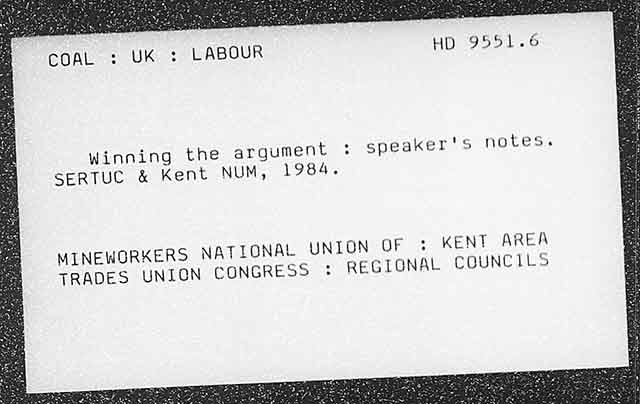 COAL : UK : LABOUR HD 9551.6
Winning the argument : speaker's notes.
SERTUC & Kent NUM, 1984.
MINEWORKERS NATIONAL UNION OF : KENT AREA
TRADES UNION CONGRESS : REGIONAL COUNCILS